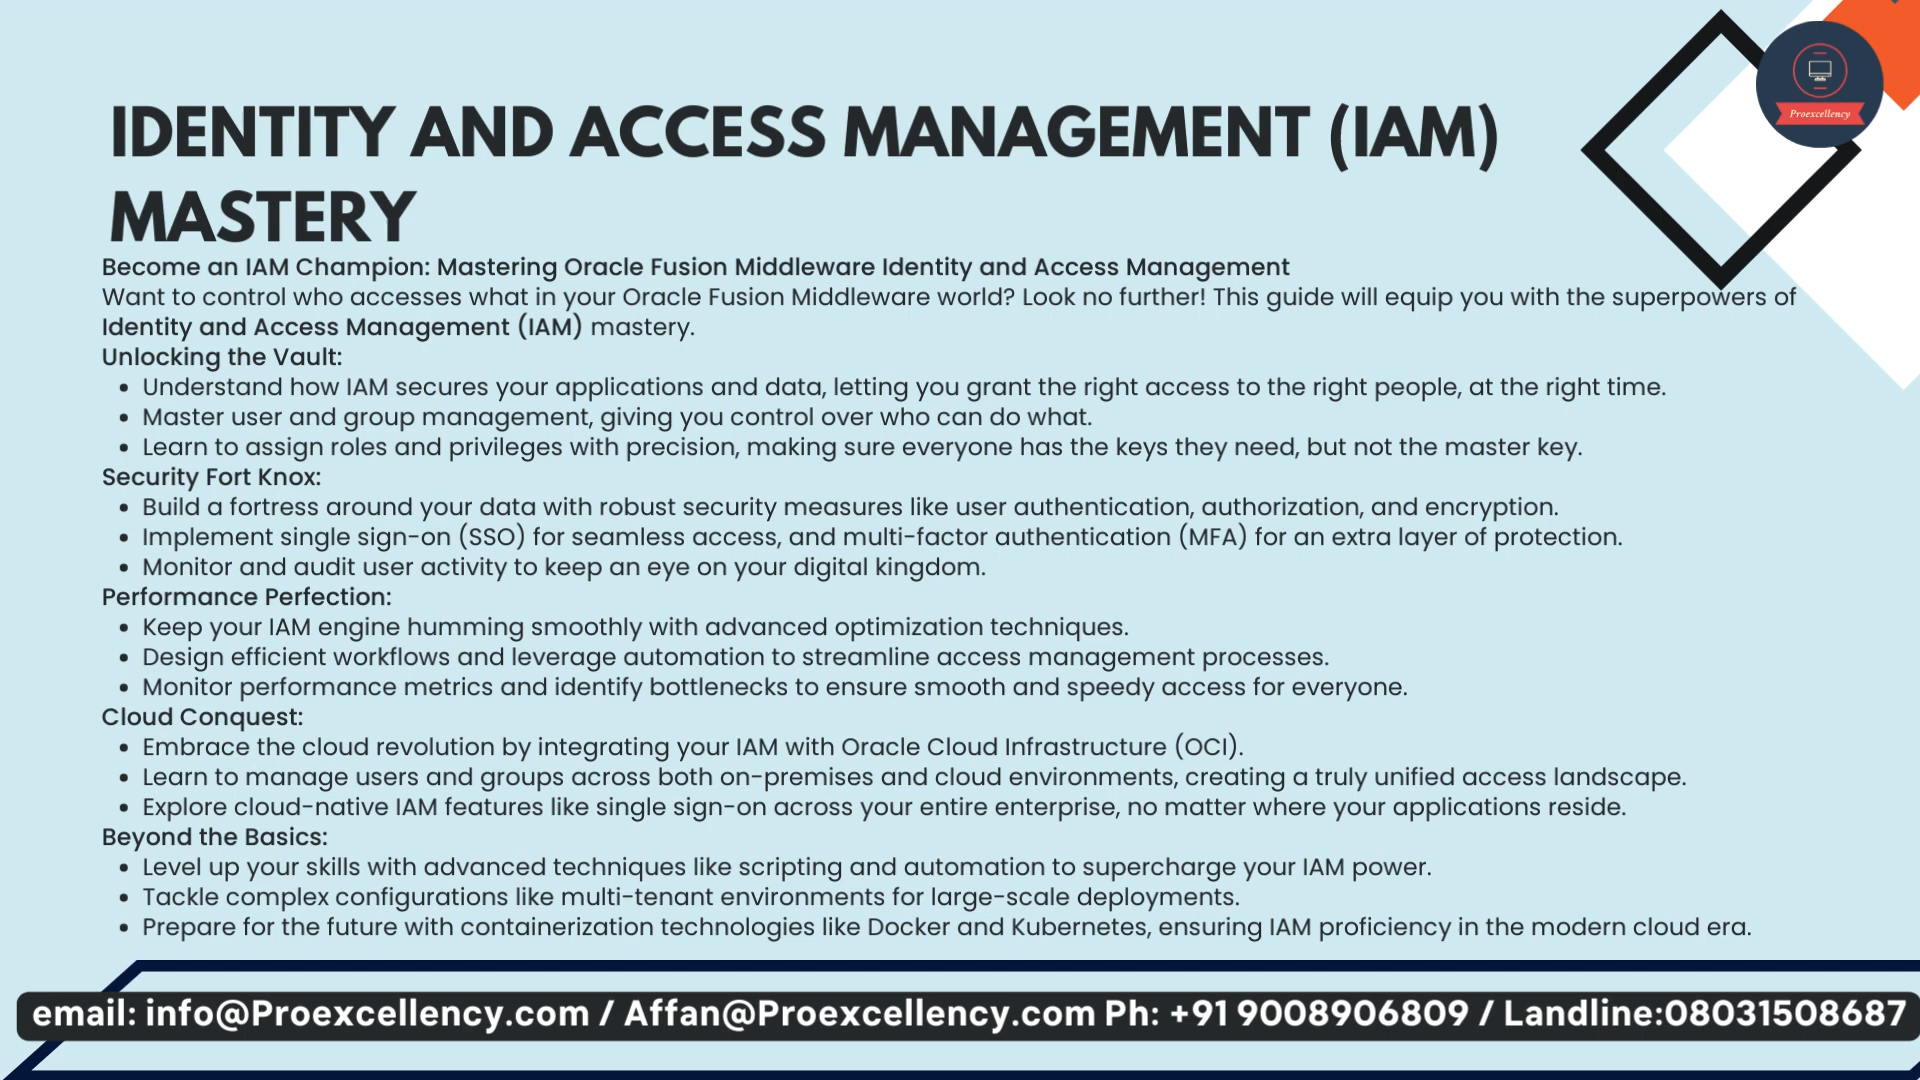 IDENTITY AND ACCESS MANAGEMENT (IAM)
MASTERY
Proexcellency
Become an IAM Champion: Mastering Oracle Fusion Middleware Identity and Access Management
Want to control who accesses what in your Oracle Fusion Middleware world? Look no further! This guide will equip you with the superpowers of
Identity and Access Management (IAM) mastery.
Unlocking the Vault:
• Understand how IAM secures your applications and data, letting you grant the right access to the right people, at the right time.
• Master user and group management, giving you control over who can do what.
• Learn to assign roles and privileges with precision, making sure everyone has the keys they need, but not the master key.
Security Fort Knox:
• Build a fortress around your data with robust security measures like user authentication, authorization, and encryption.
• Implement single sign-on (SSO) for seamless access, and multi-factor authentication (MFA) for an extra layer of protection.
• Monitor and audit user activity to keep an eye on your digital kingdom.
Performance Perfection:
• Keep your IAM engine humming smoothly with advanced optimization techniques.
• Design efficient workflows and leverage automation to streamline access management processes.
• Monitor performance metrics and identify bottlenecks to ensure smooth and speedy access for everyone.
Cloud Conquest:
• Embrace the cloud revolution by integrating your IAM with Oracle Cloud Infrastructure (OCI).
• Learn to manage users and groups across both on-premises and cloud environments, creating a truly unified access landscape.
• Explore cloud-native IAM features like single sign-on across your entire enterprise, no matter where your applications reside.
Beyond the Basics:
• Level up your skills with advanced techniques like scripting and automation to supercharge your IAM power.
• Tackle complex configurations like multi-tenant environments for large-scale deployments.
• Prepare for the future with containerization technologies like Docker and Kubernetes, ensuring IAM proficiency in the modern cloud era.
email: info@Proexcellency.com / Affan@Proexcellency.com Ph: +91 9008906809 / Landline:08031508687